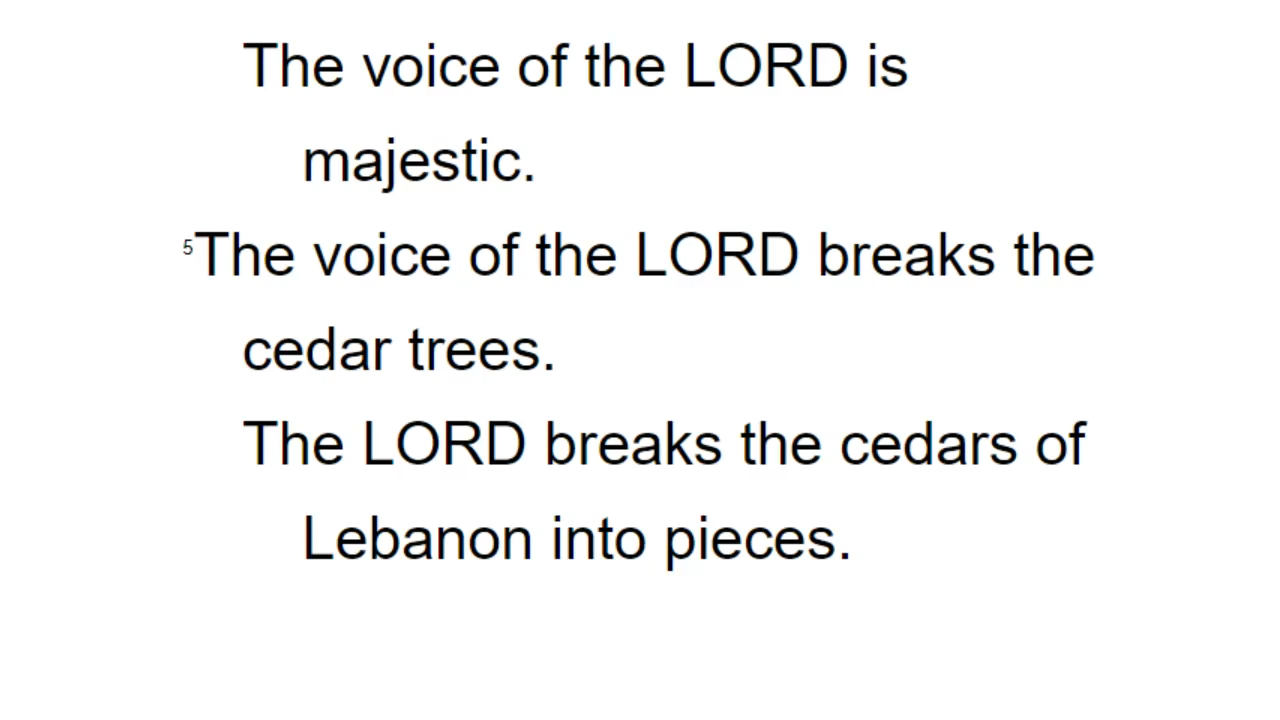 The voice of the LORD is
majestic.
5The voice of the LORD breaks the
cedar trees.
The LORD breaks the cedars of
Lebanon into pieces.